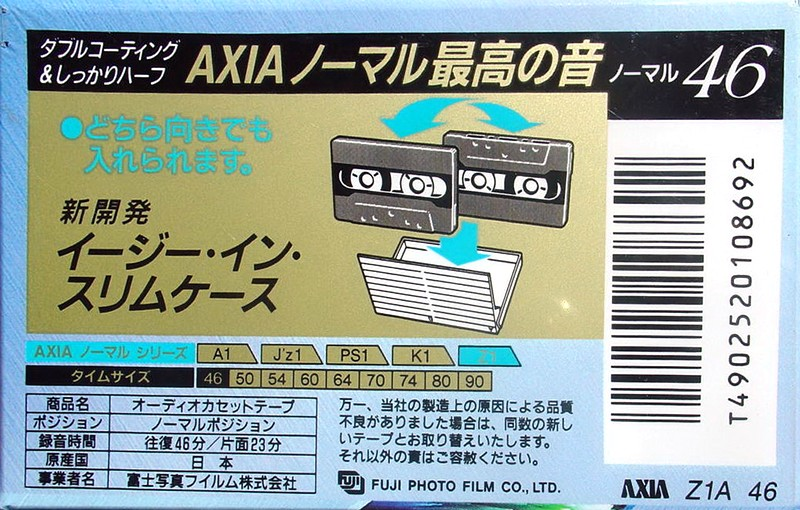 ダブルコーティング
&しっかりハーフ
AXIAノーマル最高の音
ノーマル46
●どちら向きでも
入れられます。
新開発
イージー・イン・
スリムケース
T4902520108692
AXIA ノーマル シリーズ A1 J'z1 PS1 K1 Z1
タイムサイズ 46 50 54 60 64 70 74 80 90
商品名 オーディオカセットテープ
ポジション ノーマルポジション
録音時間 往復46分/片面23分
原産国 日本
事業者名 富士写真フイルム株式会社
万一、当社の製造上の原因による品質
不良がありました場合は、同数の新し
いテープとお取り替えいたします。
それ以外の責はご容赦ください。
FUJI FUJI PHOTO FILM CO., LTD.
AXIA Z1A 46